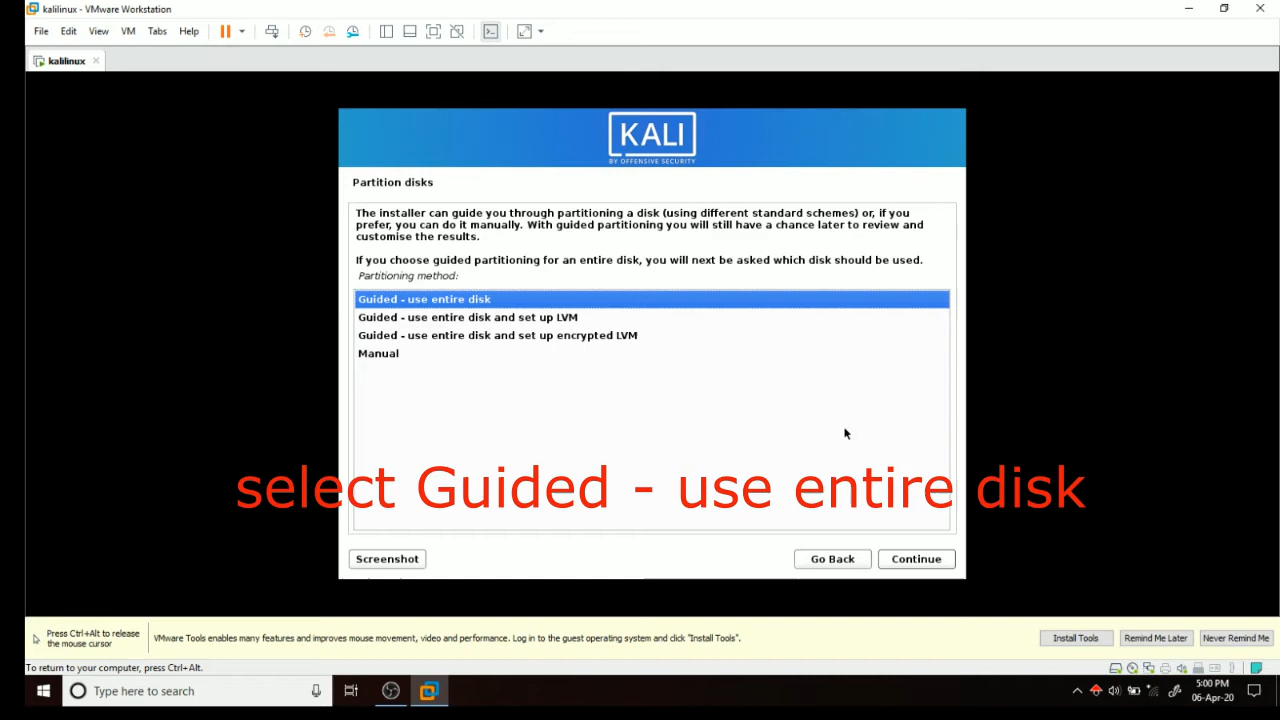 kalilinux - VMware Workstation
File Edit View VM Tabs Help
kalilinux
KALI
BY OFFENSIVE SECURITY
Partition disks
The installer can guide you through partitioning a disk (using different standard schemes) or, if you
prefer, you can do it manually. With guided partitioning you will still have a chance later to review and
customise the results.
If you choose guided partitioning for an entire disk, you will next be asked which disk should be used.
Partitioning method:
Guided - use entire disk
Guided - use entire disk and set up LVM
Guided - use entire disk and set up encrypted LVM
Manual
select Guided - use entire disk
Screenshot Go Back Continue
Press Ctrl+Alt to release
the mouse cursor
VMware Tools enables many features and improves mouse movement, video and performance. Log in to the guest operating system and click "Install Tools".
Install Tools Remind Me Later Never Remind Me
To return to your computer, press Ctrl+Alt.
Type here to search
5:00 PM
06-Apr-20